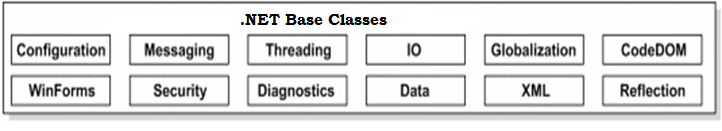 .NET Base Classes
Configuration Messaging Threading IO Globalization CodeDOM
WinForms Security Diagnostics Data XML Reflection